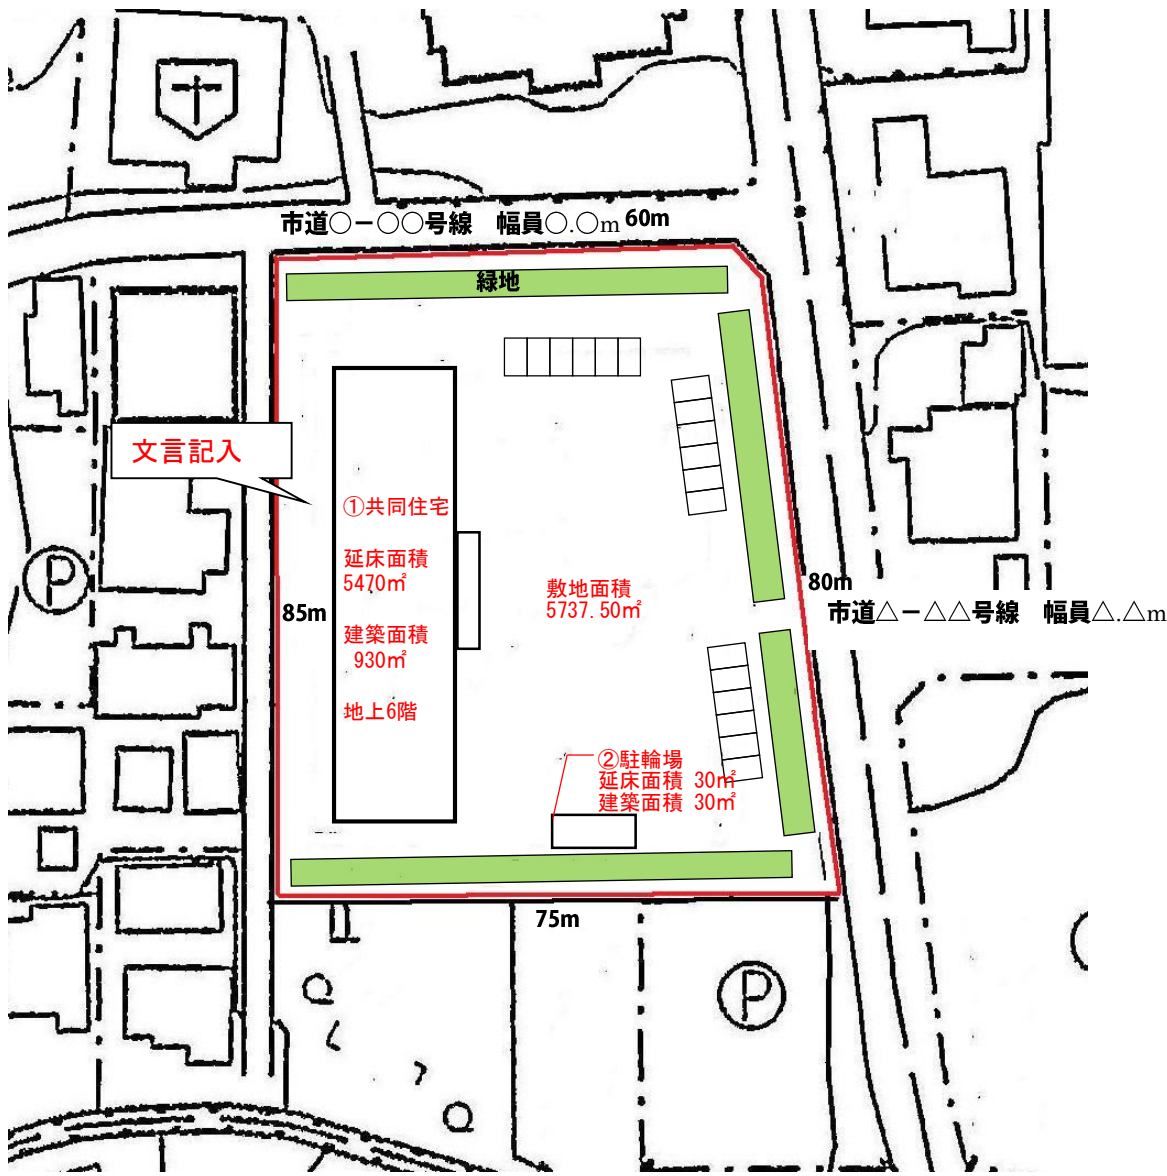 市道○－○○号線　幅員○.○m 60m
緑地
文言記入
①共同住宅
延床面積
5470㎡
建築面積
930㎡
地上6階
85m
敷地面積
5737.50㎡
80m
市道△－△△号線　幅員△.△m
②駐輪場
延床面積 30㎡
建築面積 30㎡
75m
P
P